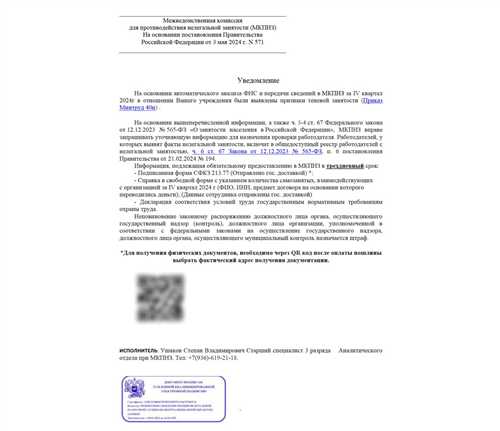 Межведомственная комиссия
для противодействия нелегальной занятости (МКПНЗ)
На основании постановления Правительства
Российской Федерации от 3 мая 2024 г. N 571
Уведомление
На основании автоматического анализа ФНС и передачи сведений в МКПНЗ за IV квартал
2024г в отношении Вашего учреждения были выявлены признаки теневой занятости (Приказ
Минтруд 40н) .
На основании вышеперечисленной информации, а также ч. 3-4 ст. 67 Федерального закона
от 12.12.2023 № 565-ФЗ «О занятости населения в Российской Федерации», МКПНЗ вправе
запрашивать уточняющую информацию для назначения проверки работодателя. Работодателей, у
которых выявят факты нелегальной занятости, включат в общедоступный реестр работодателей с
нелегальной занятостью, ч. 6 ст. 67 Закона от 12.12.2023 № 565-ФЗ, п. 6 постановления
Правительства от 21.02.2024 № 194.
Информация, подлежащая обязательному предоставлению в МКПНЗ в трехдневный срок:
- Подписанная форма СФКЗ 213.77 (Отправлено гос. доставкой) *.
- Справка в свободной форме с указанием количества самозанятых, взаимодействующих
с организацией за IV квартал 2024 г (ФИО, ИНН, предмет договора на основании которого
переводились деньги). (Данные сотрудника отправлены гос. доставкой)
- Декларация соответствия условий труда государственным нормативным требованиям
охраны труда.
Неповиновение законному распоряжению должностного лица органа, осуществляющего
государственный надзор (контроль), должностного лица организации, уполномоченной в
соответствии с федеральными законами на осуществление государственного надзора,
должностного лица органа, осуществляющего муниципальный контроль назначается штраф.
*Для получения физических документов, необходимо через QR код после оплаты пошлины
выбрать фактический адрес получения документации.
ИСПОЛНИТЕЛЬ: Ушаков Степан Владимирович Старший специалист 3 разряда Аналитического
отдела при МКПНЗ. Тел: +7(936)-619-21-18.
ДОКУМЕНТ ПОДПИСАН
УСИЛЕННОЙ КВАЛИФИЦИРОВАННОЙ
ЭЛЕКТРОННОЙ ПОДПИСЬЮ